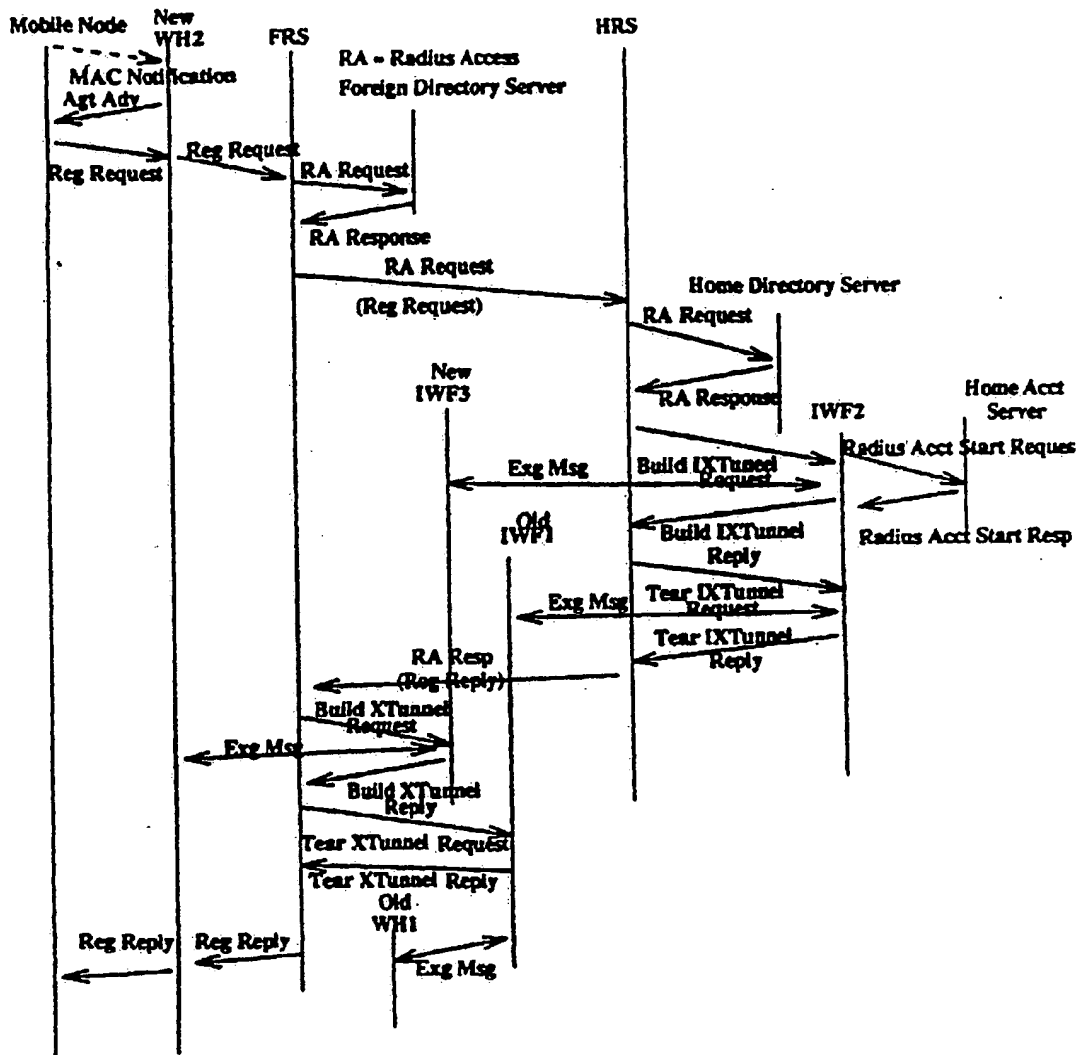 Mobile Node
New
WH2
FRS
HRS
RA - Radius Access
Foreign Directory Server
MAC Notification
Agt Adv
Reg Request
Reg Request
RA Request
RA Response
RA Request
(Reg Request)
Home Directory Server
RA Request
RA Response
New
IWF3
IWF2
Home Acct
Server
Radius Acct Start Reques
Exg Msg
Build IXTunnel
Request
Old
IWF1
Build IXTunnel
Reply
Radius Acct Start Resp
Tear IXTunnel
Request
Exg Msg
Tear IXTunnel
Reply
RA Resp
(Reg Reply)
Build XTunnel
Request
Exg Msg
Build XTunnel
Reply
Tear XTunnel Request
Tear XTunnel Reply
Old
WH1
Reg Reply
Reg Reply
Exg Msg